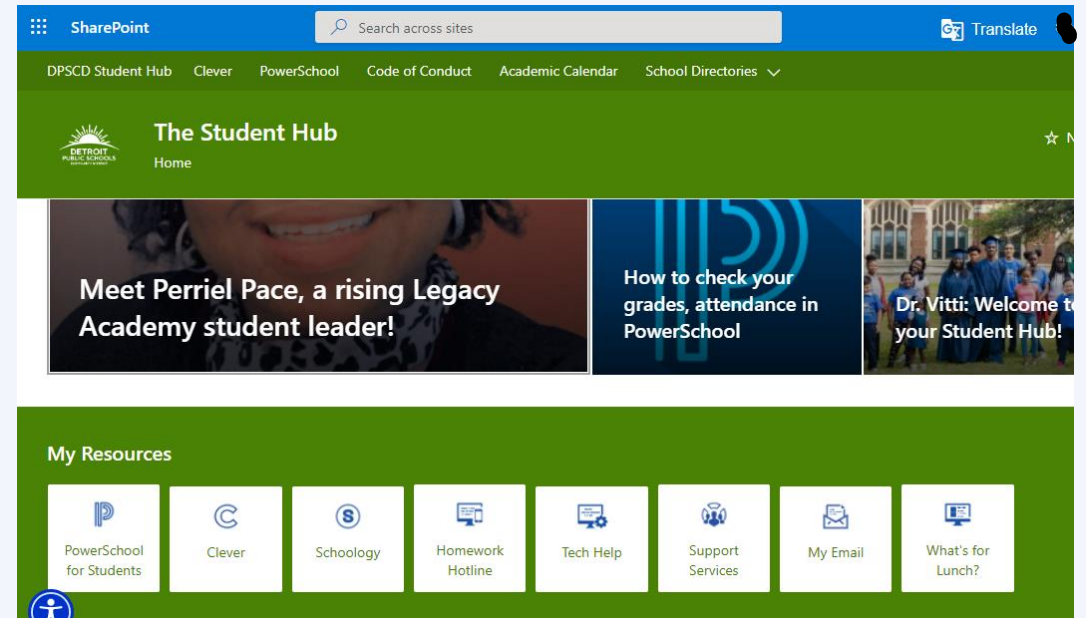 SharePoint
Search across sites
Translate
DPSCD Student Hub Clever PowerSchool Code of Conduct Academic Calendar School Directories
The Student Hub
Home
DETROIT
PUBLIC SCHOOLS
Meet Perriel Pace, a rising Legacy
Academy student leader!
How to check your
grades, attendance in
PowerSchool
Dr. Vitti: Welcome to
your Student Hub!
My Resources
PowerSchool
for Students
Clever
Schoology
Homework
Hotline
Tech Help
Support
Services
My Email
What's for
Lunch?